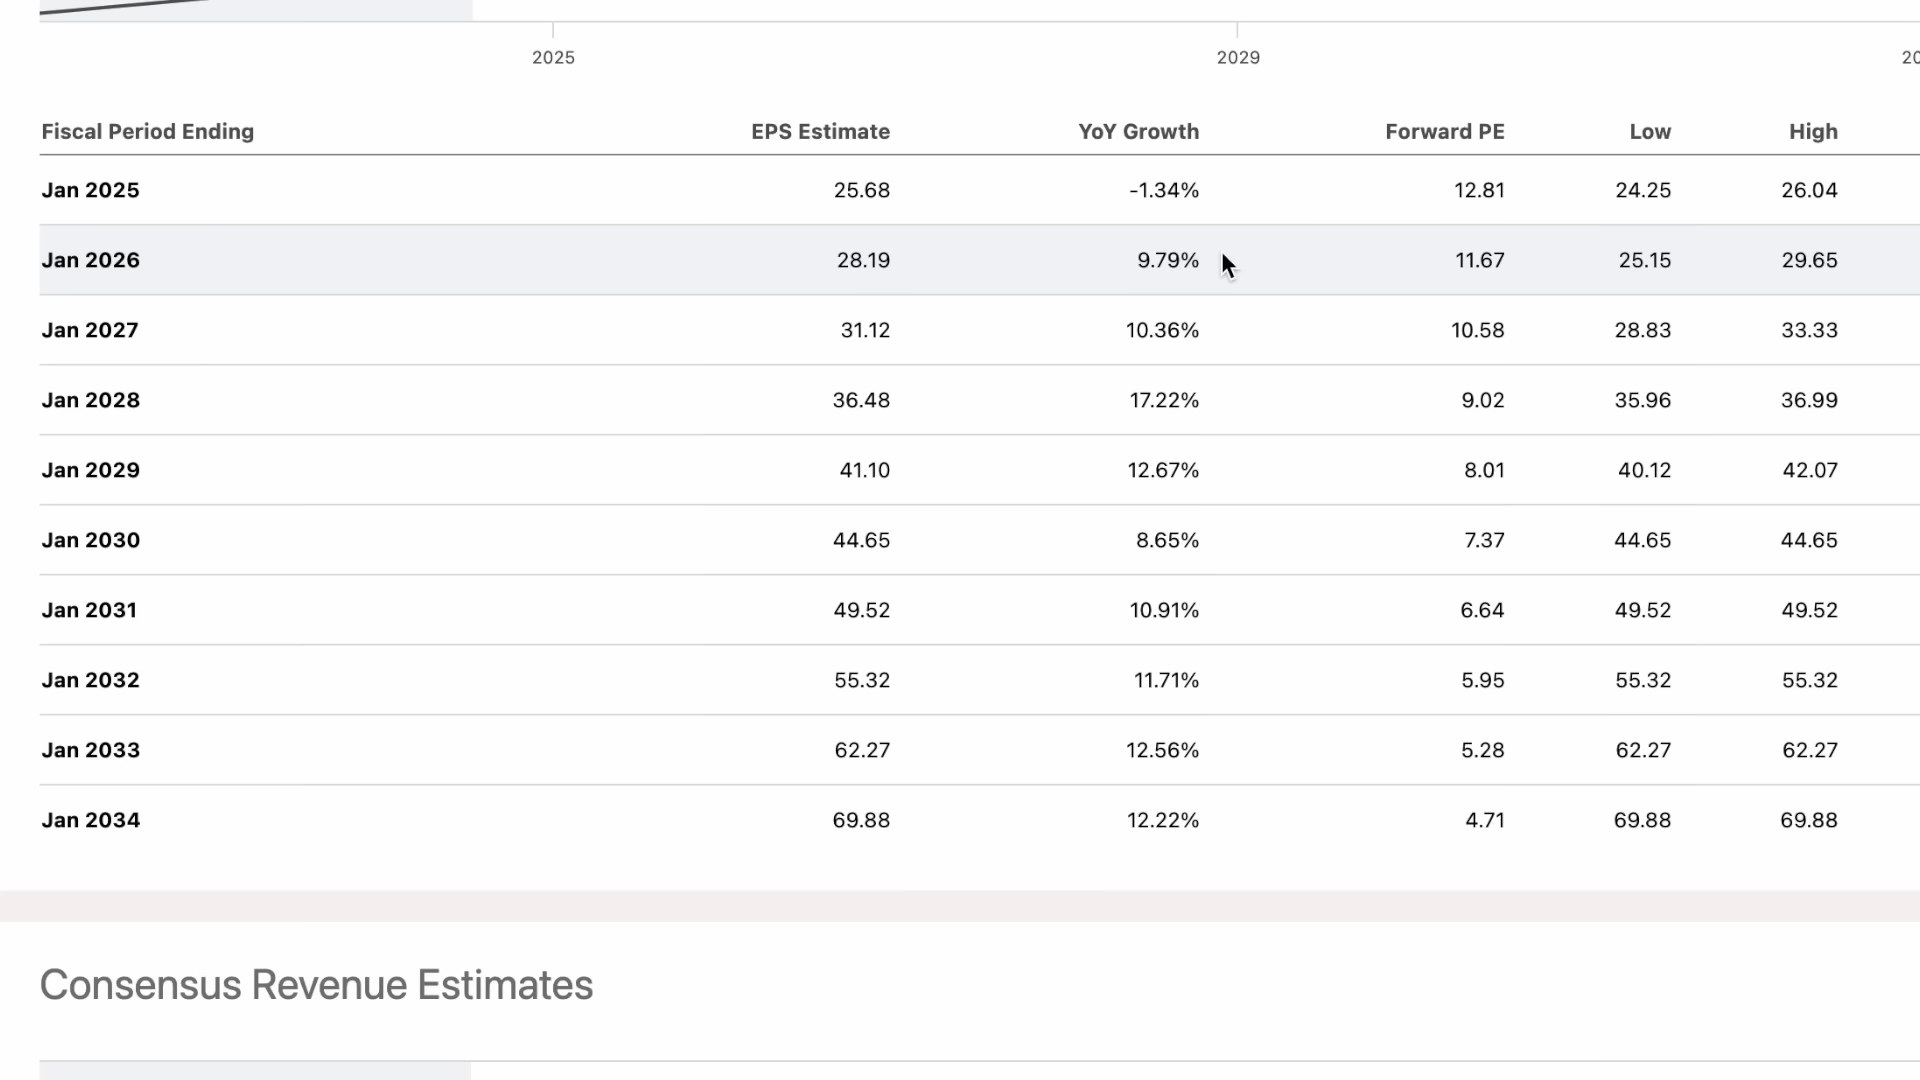 2025 2029 20
Fiscal Period Ending EPS Estimate YoY Growth Forward PE Low High
Jan 2025 25.68 -1.34% 12.81 24.25 26.04
Jan 2026 28.19 9.79% 11.67 25.15 29.65
Jan 2027 31.12 10.36% 10.58 28.83 33.33
Jan 2028 36.48 17.22% 9.02 35.96 36.99
Jan 2029 41.10 12.67% 8.01 40.12 42.07
Jan 2030 44.65 8.65% 7.37 44.65 44.65
Jan 2031 49.52 10.91% 6.64 49.52 49.52
Jan 2032 55.32 11.71% 5.95 55.32 55.32
Jan 2033 62.27 12.56% 5.28 62.27 62.27
Jan 2034 69.88 12.22% 4.71 69.88 69.88
Consensus Revenue Estimates